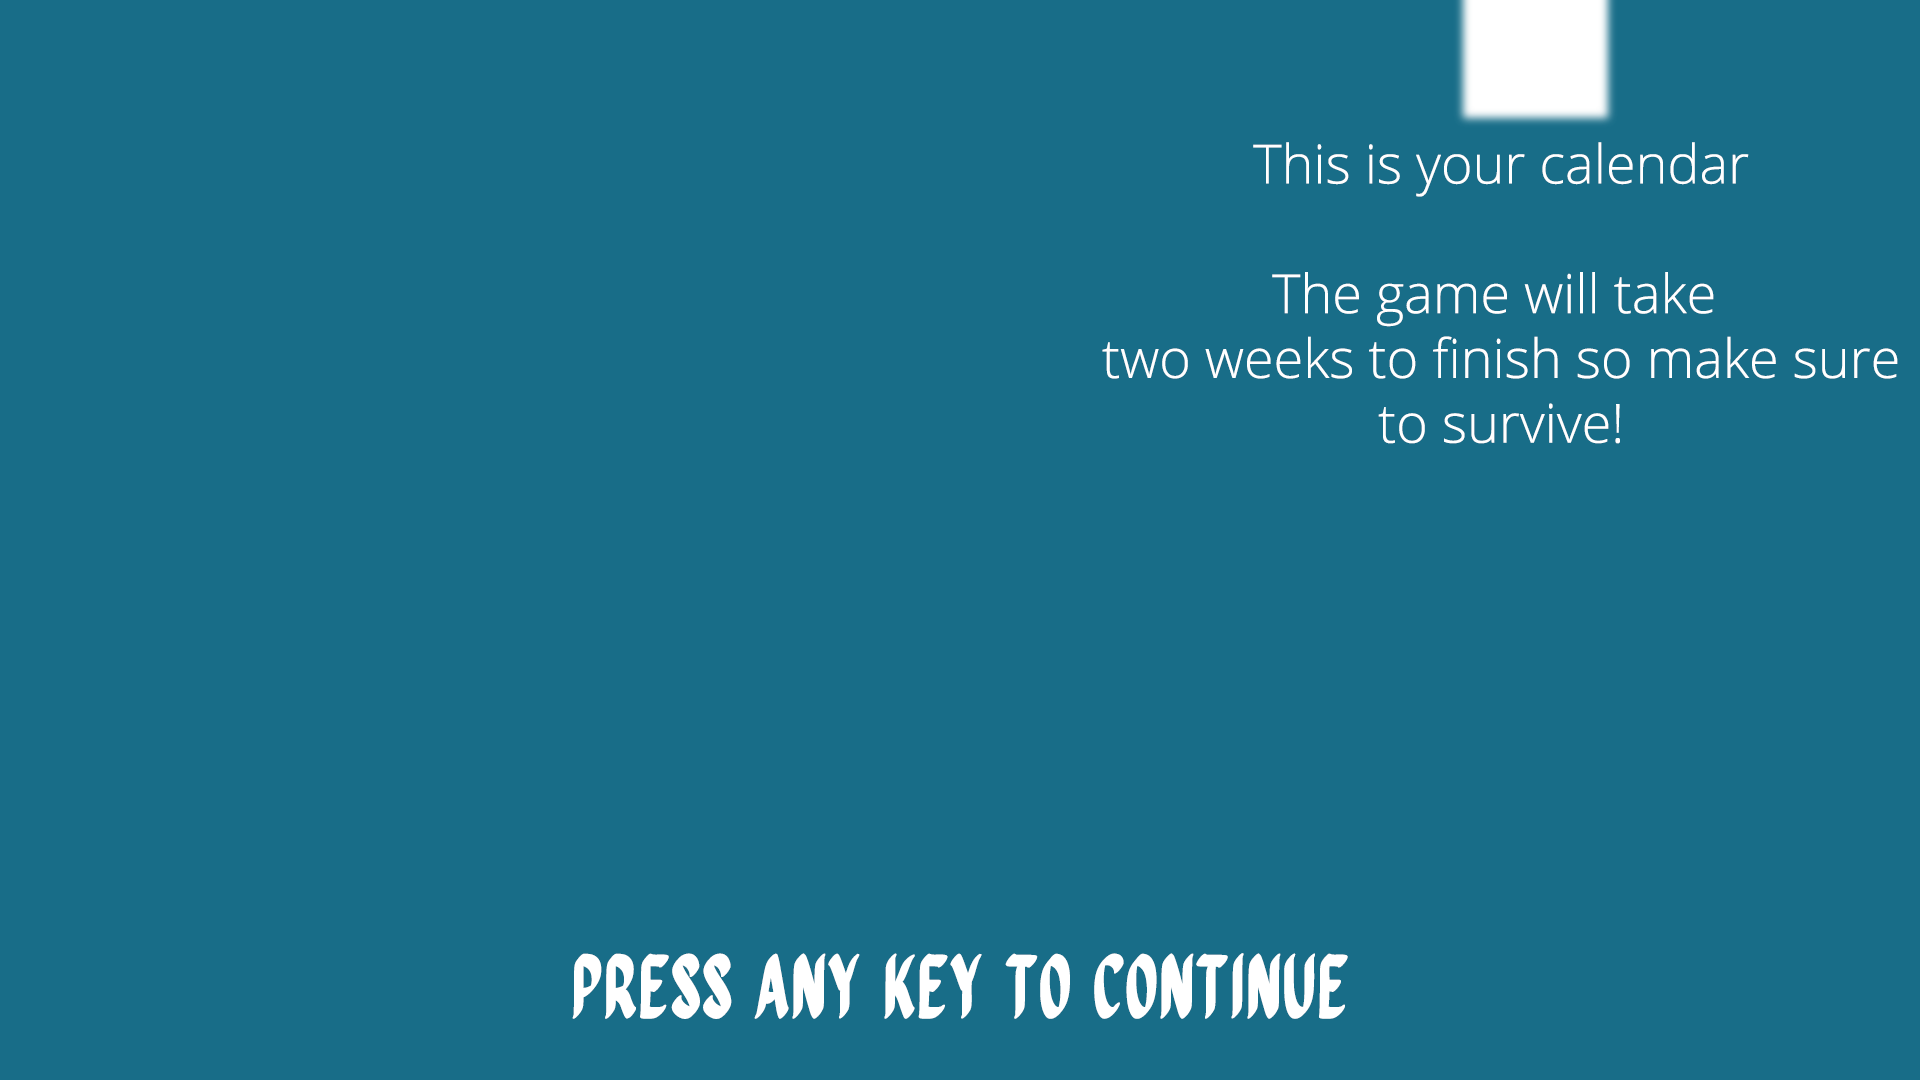 This is your calendar
The game will take
two weeks to finish so make sure
to survive!
PRESS ANY KEY TO CONTINUE